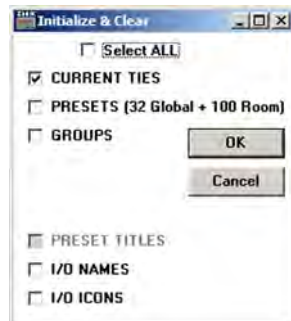 Initialize & Clear
Select ALL
CURRENT TIES
PRESETS (32 Global + 100 Room)
GROUPS
OK
Cancel
PRESET TITLES
I/O NAMES
I/O ICONS